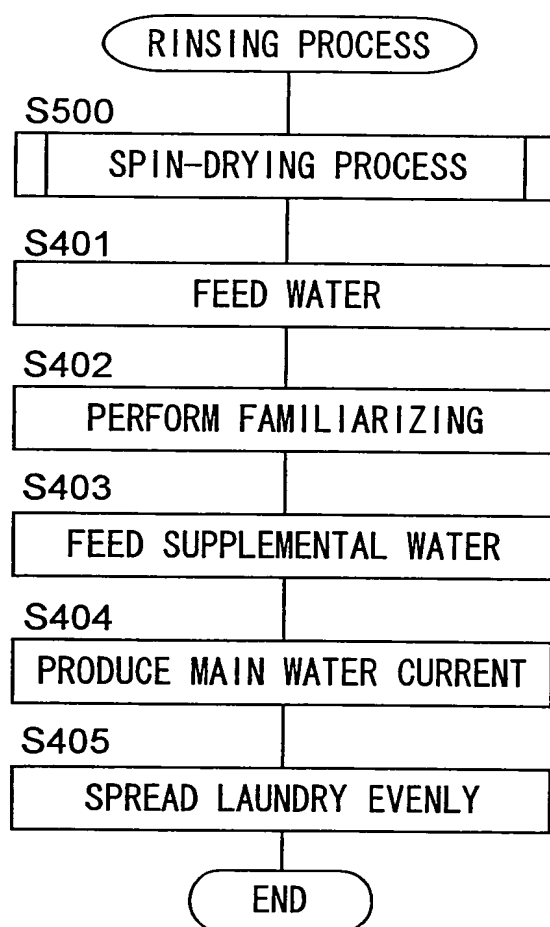 RINSING PROCESS
S500
SPIN-DRYING PROCESS
S401
FEED WATER
S402
PERFORM FAMILIARIZING
S403
FEED SUPPLEMENTAL WATER
S404
PRODUCE MAIN WATER CURRENT
S405
SPREAD LAUNDRY EVENLY
END